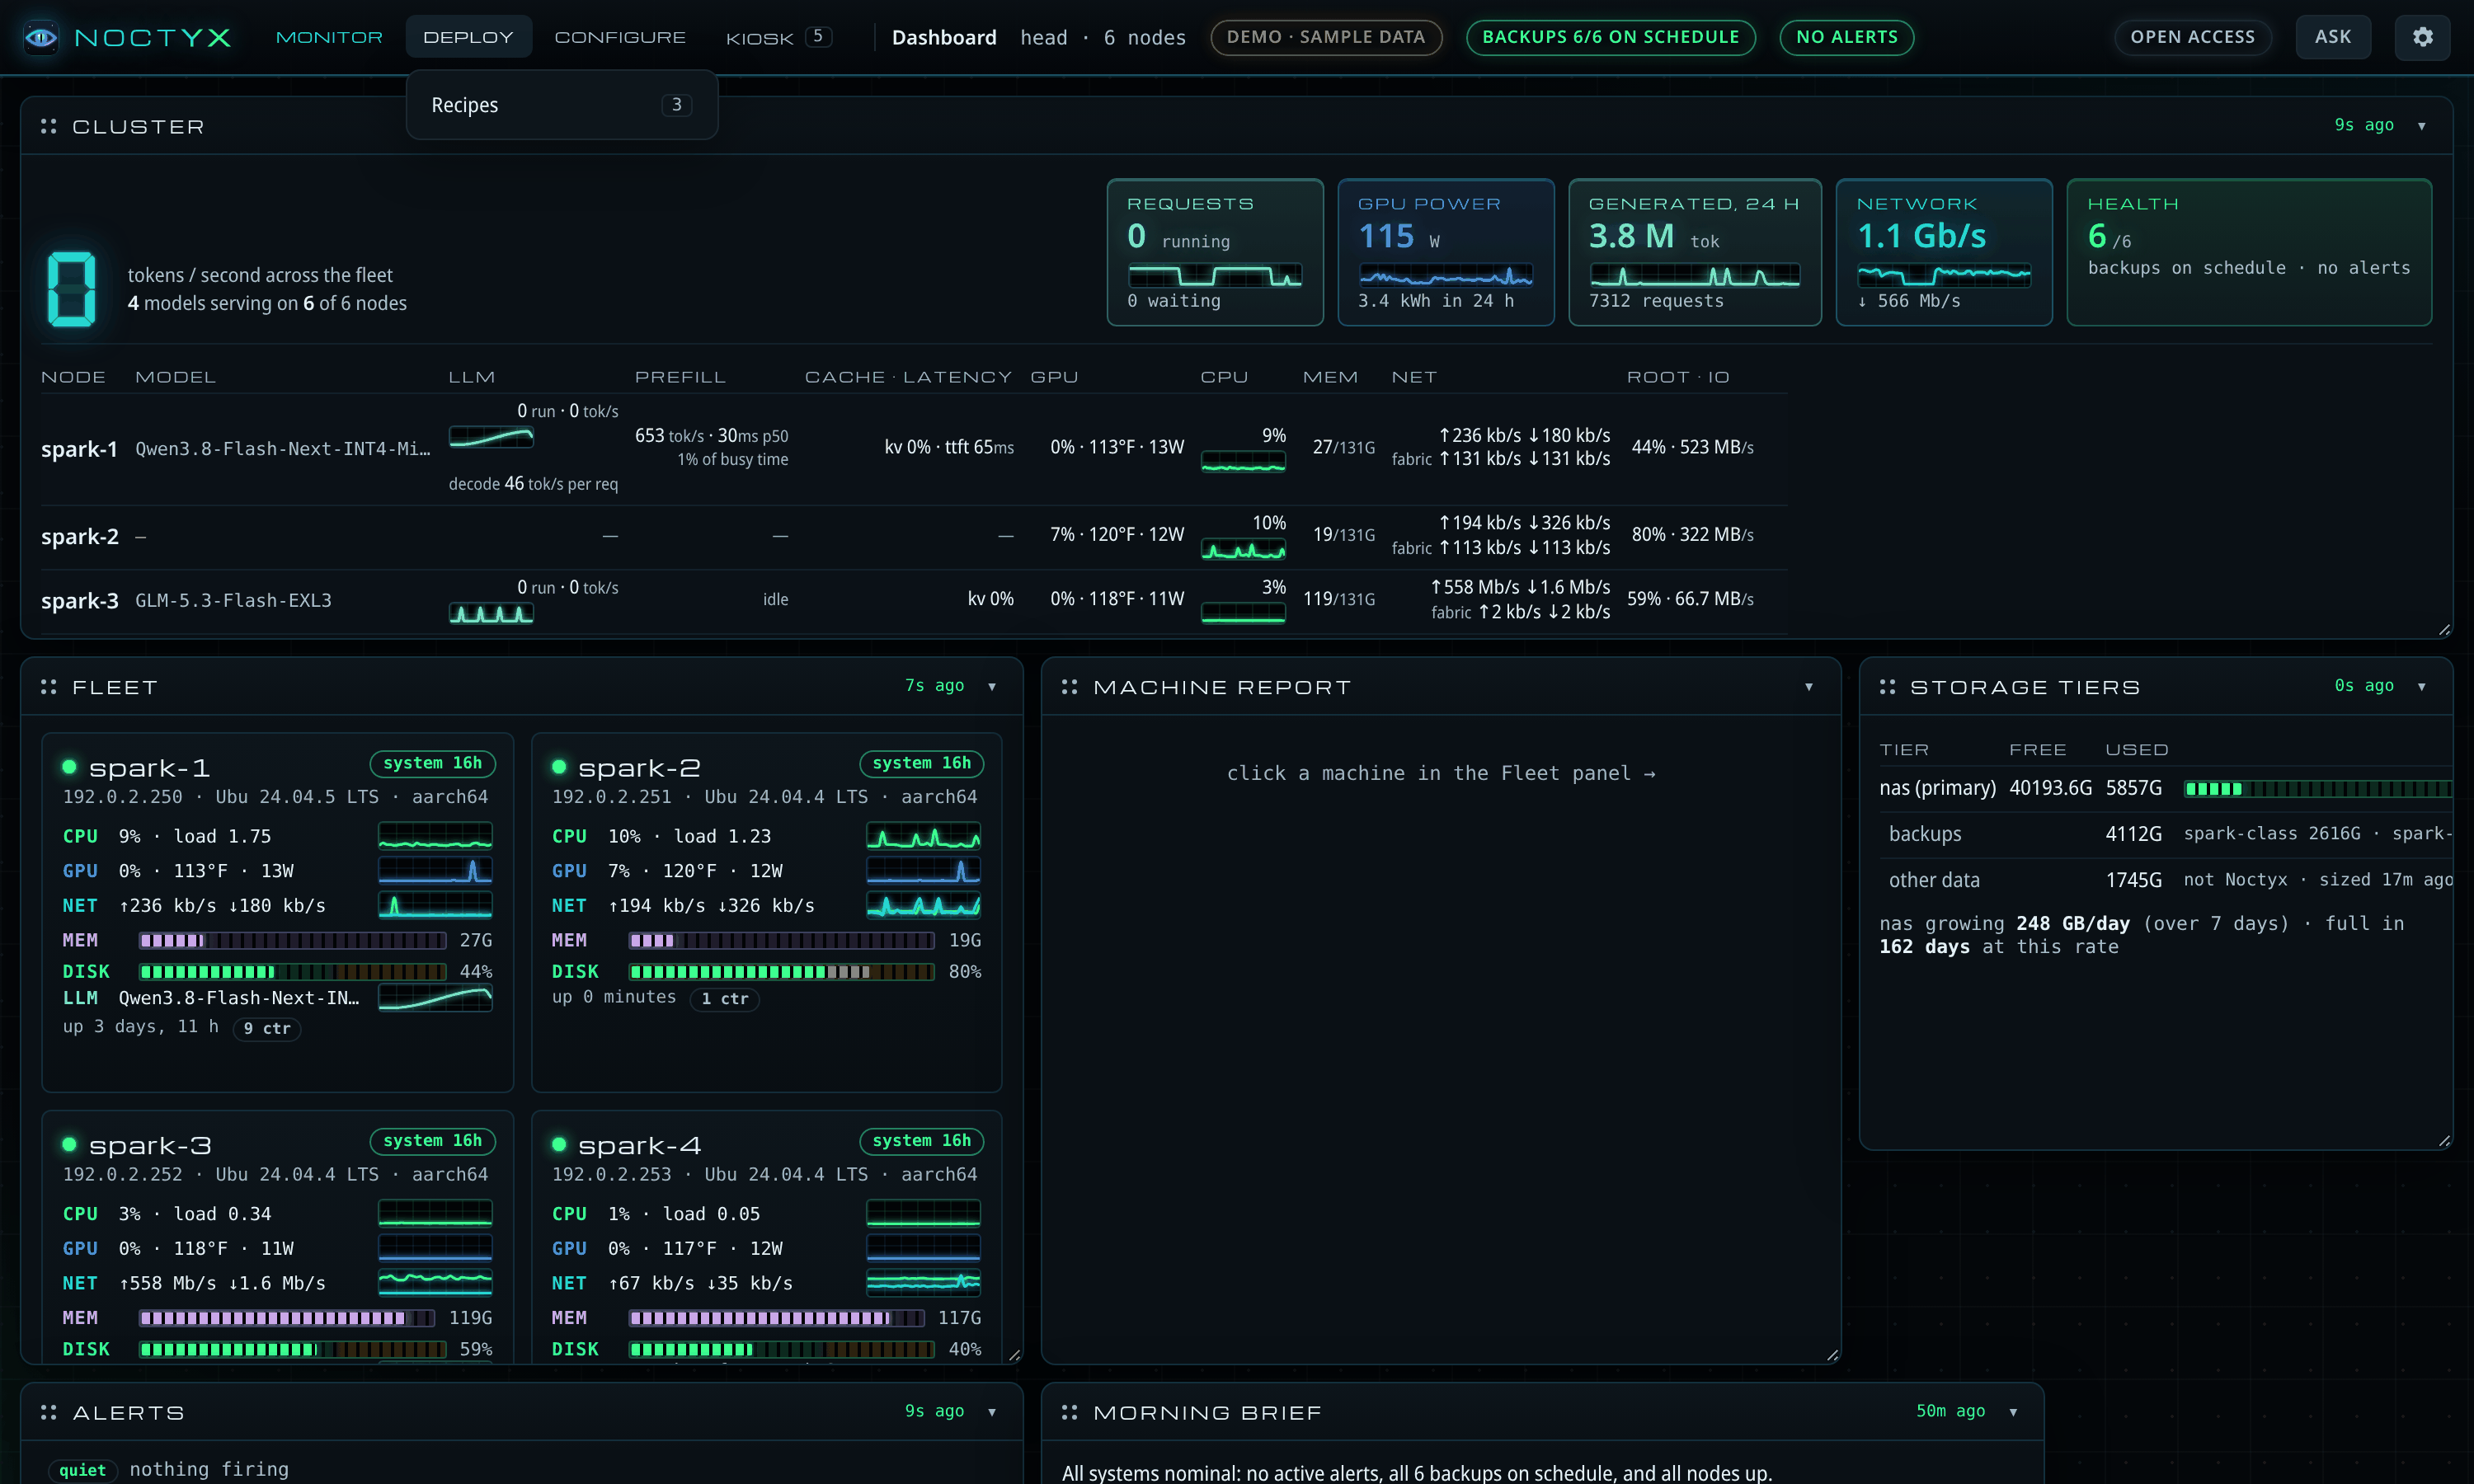 NOCTYX MONITOR DEPLOY CONFIGURE KIOSK 5 Dashboard head · 6 nodes DEMO · SAMPLE DATA BACKUPS 6/6 ON SCHEDULE NO ALERTS OPEN ACCESS ASK
Recipes 3
CLUSTER 9s ago
REQUESTS GPU POWER GENERATED, 24 H NETWORK HEALTH
0 running 115 W 3.8 M tok 1.1 Gb/s 6 /6
backups on schedule · no alerts
0 tokens / second across the fleet
4 models serving on 6 of 6 nodes
0 waiting 3.4 kWh in 24 h 7312 requests ↓ 566 Mb/s
NODE MODEL LLM PREFILL CACHE · LATENCY GPU CPU MEM NET ROOT · IO
0 run · 0 tok/s
653 tok/s · 30ms p50 9% ↑236 kb/s ↓180 kb/s
spark-1 Qwen3.8-Flash-Next-INT4-Mi… kv 0% · ttft 65ms 0% · 113°F · 13W 27/131G 44% · 523 MB/s
1% of busy time fabric ↑131 kb/s ↓131 kb/s
decode 46 tok/s per req
10% ↑194 kb/s ↓326 kb/s
spark-2 — — — — 7% · 120°F · 12W 19/131G 80% · 322 MB/s
fabric ↑113 kb/s ↓113 kb/s
0 run · 0 tok/s 3% ↑558 Mb/s ↓1.6 Mb/s
spark-3 GLM-5.3-Flash-EXL3 idle kv 0% 0% · 118°F · 11W 119/131G 59% · 66.7 MB/s
fabric ↑2 kb/s ↓2 kb/s
FLEET 7s ago
spark-1 system 16h
192.0.2.250 · Ubu 24.04.5 LTS · aarch64
CPU 9% · load 1.75
GPU 0% · 113°F · 13W
NET ↑236 kb/s ↓180 kb/s
MEM 27G
DISK 44%
LLM Qwen3.8-Flash-Next-IN…
up 3 days, 11 h 9 ctr
spark-2 system 16h
192.0.2.251 · Ubu 24.04.4 LTS · aarch64
CPU 10% · load 1.23
GPU 7% · 120°F · 12W
NET ↑194 kb/s ↓326 kb/s
MEM 19G
DISK 80%
up 0 minutes 1 ctr
spark-3 system 16h
192.0.2.252 · Ubu 24.04.4 LTS · aarch64
CPU 3% · load 0.34
GPU 0% · 118°F · 11W
NET ↑558 Mb/s ↓1.6 Mb/s
MEM 119G
DISK 59%
spark-4 system 16h
192.0.2.253 · Ubu 24.04.4 LTS · aarch64
CPU 1% · load 0.05
GPU 0% · 117°F · 12W
NET ↑67 kb/s ↓35 kb/s
MEM 117G
DISK 40%
MACHINE REPORT
click a machine in the Fleet panel →
STORAGE TIERS 0s ago
TIER FREE USED
nas (primary) 40193.6G 5857G
backups 4112G spark-class 2616G · spark-
other data 1745G not Noctyx · sized 17m ago
nas growing 248 GB/day (over 7 days) · full in
162 days at this rate
ALERTS 9s ago
quiet nothing firing
MORNING BRIEF 50m ago
All systems nominal: no active alerts, all 6 backups on schedule, and all nodes up.